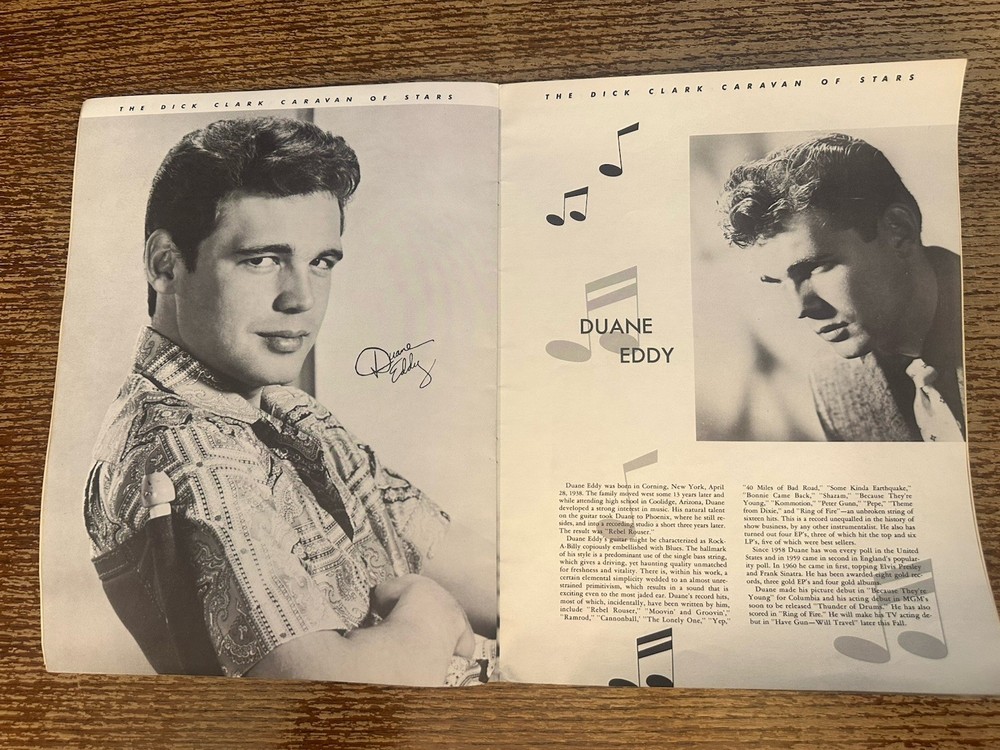 THE DICK CLARK CARAVAN OF STARS
Duane
Eddy
THE DICK CLARK CARAVAN OF STARS
DUANE
EDDY
Duane Eddy was born in Corning, New York, April
28, 1938. The family moved west some 13 years later and
while attending high school in Coolidge, Arizona, Duane
developed a strong interest in music. His natural talent
on the guitar took Duane to Phoenix, where he still re-
sides, and into a recording studio a short three years later.
The result was "Rebel Rouser."
Duane Eddy's guitar might be characterized as Rock-
A-Billy copiously embellished with Blues. The hallmark
of his style is a predominant use of the single bass string,
which gives a driving, yet haunting quality unmatched
for freshness and vitality. There is, within his work, a
certain elemental simplicity wedded to an almost unre-
strained primitivism, which results in a sound that is
exciting even to the most jaded ear. Duane's record hits,
most of which, incidentally, have been written by him,
include "Rebel Rouser," "Moovin' and Groovin',"
"Ramrod," "Cannonball,' "The Lonely One," "Yep,"
"40 Miles of Bad Road," "Some Kinda Earthquake,"
"Bonnie Came Back," "Shazam," "Because They're
Young," "Kommotion," "Peter Gunn," "Pepe," "Theme
from Dixie," and "Ring of Fire"—an unbroken string of
sixteen hits. This is a record unequalled in the history of
show business, by any other instrumentalist. He also has
turned out four EP's, three of which hit the top and six
LP's, five of which were best sellers.
Since 1958 Duane has won every poll in the United
States and in 1959 came in second in England's popular-
ity poll. In 1960 he came in first, topping Elvis Presley
and Frank Sinatra. He has been awarded eight gold rec-
ords, three gold EP's and four gold albums.
Duane made his picture debut in "Because They're
Young" for Columbia and his acting debut in MGM's
soon to be released "Thunder of Drums." He has also
scored in "Ring of Fire." He will make his TV acting de-
but in "Have Gun—Will Travel" later this Fall.